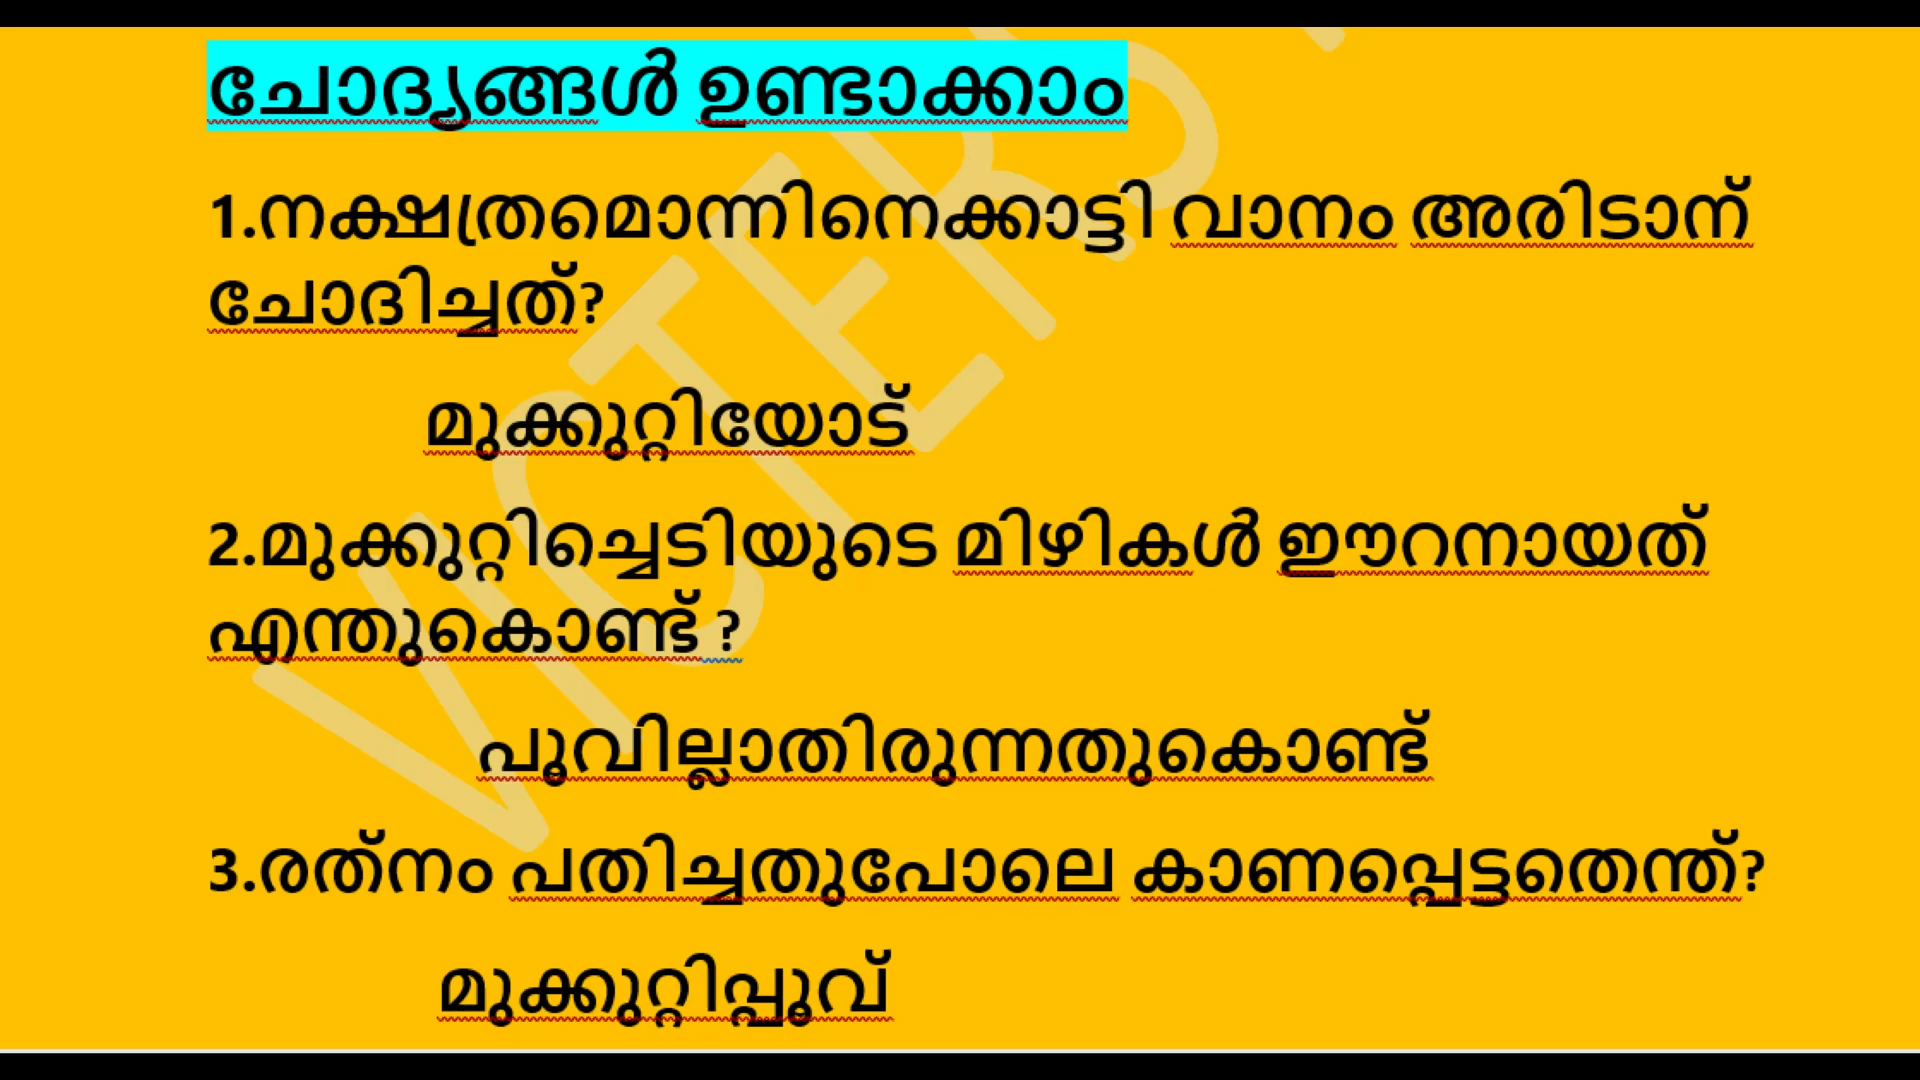 ചോദ്യങ്ങൾ ഉണ്ടാക്കാം
1.നക്ഷത്രമൊന്നിനെക്കാട്ടി വാനം അരിടാന്
ചോദിച്ചത്?
മുക്കുറ്റിയോട്
2.മുക്കുറ്റിച്ചെടിയുടെ മിഴികൾ ഈറനായത്
എന്തുകൊണ്ട് ?
പൂവില്ലാതിരുന്നതുകൊണ്ട്
3.രത്നം പതിച്ചതുപോലെ കാണപ്പെട്ടതെന്ത്?
മുക്കുറ്റിപ്പൂവ്
VICTERS